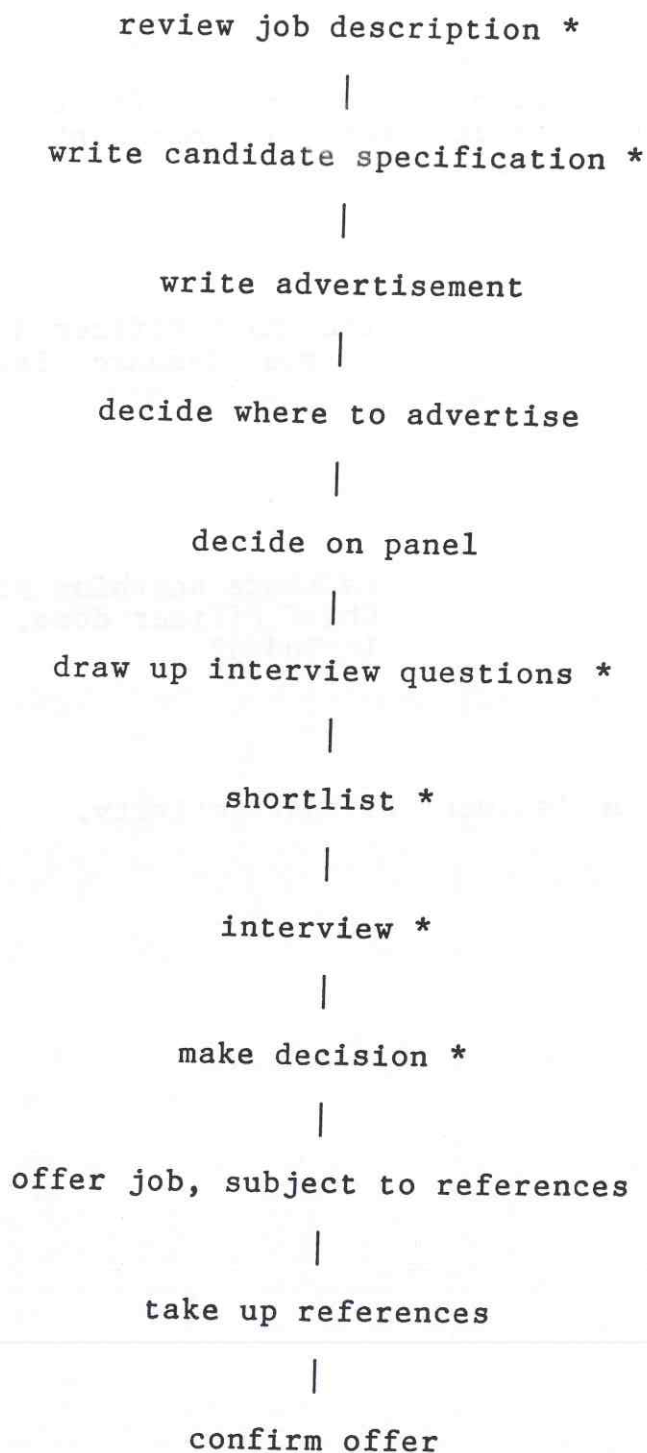 review job description *
|
write candidate specification *
|
write advertisement
|
decide where to advertise
|
decide on panel
|
draw up interview questions *
|
shortlist *
|
interview *
|
make decision *
|
offer job, subject to references
|
take up references
|
confirm offer